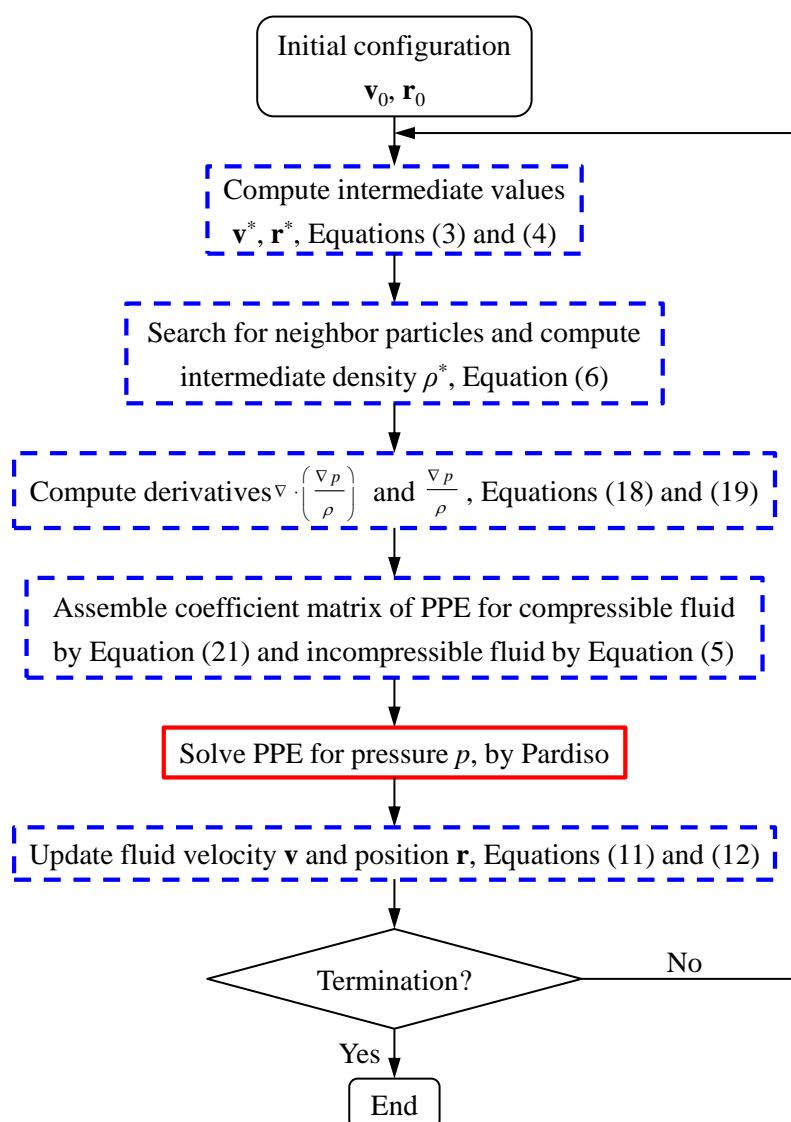 Initial configuration
v₀, r₀
Compute intermediate values
v*, r*, Equations (3) and (4)
Search for neighbor particles and compute
intermediate density ρ*, Equation (6)
Compute derivatives ∇ · (∇p / ρ) and ∇p / ρ , Equations (18) and (19)
Assemble coefficient matrix of PPE for compressible fluid
by Equation (21) and incompressible fluid by Equation (5)
Solve PPE for pressure p, by Pardiso
Update fluid velocity v and position r, Equations (11) and (12)
Termination?
No
Yes
End